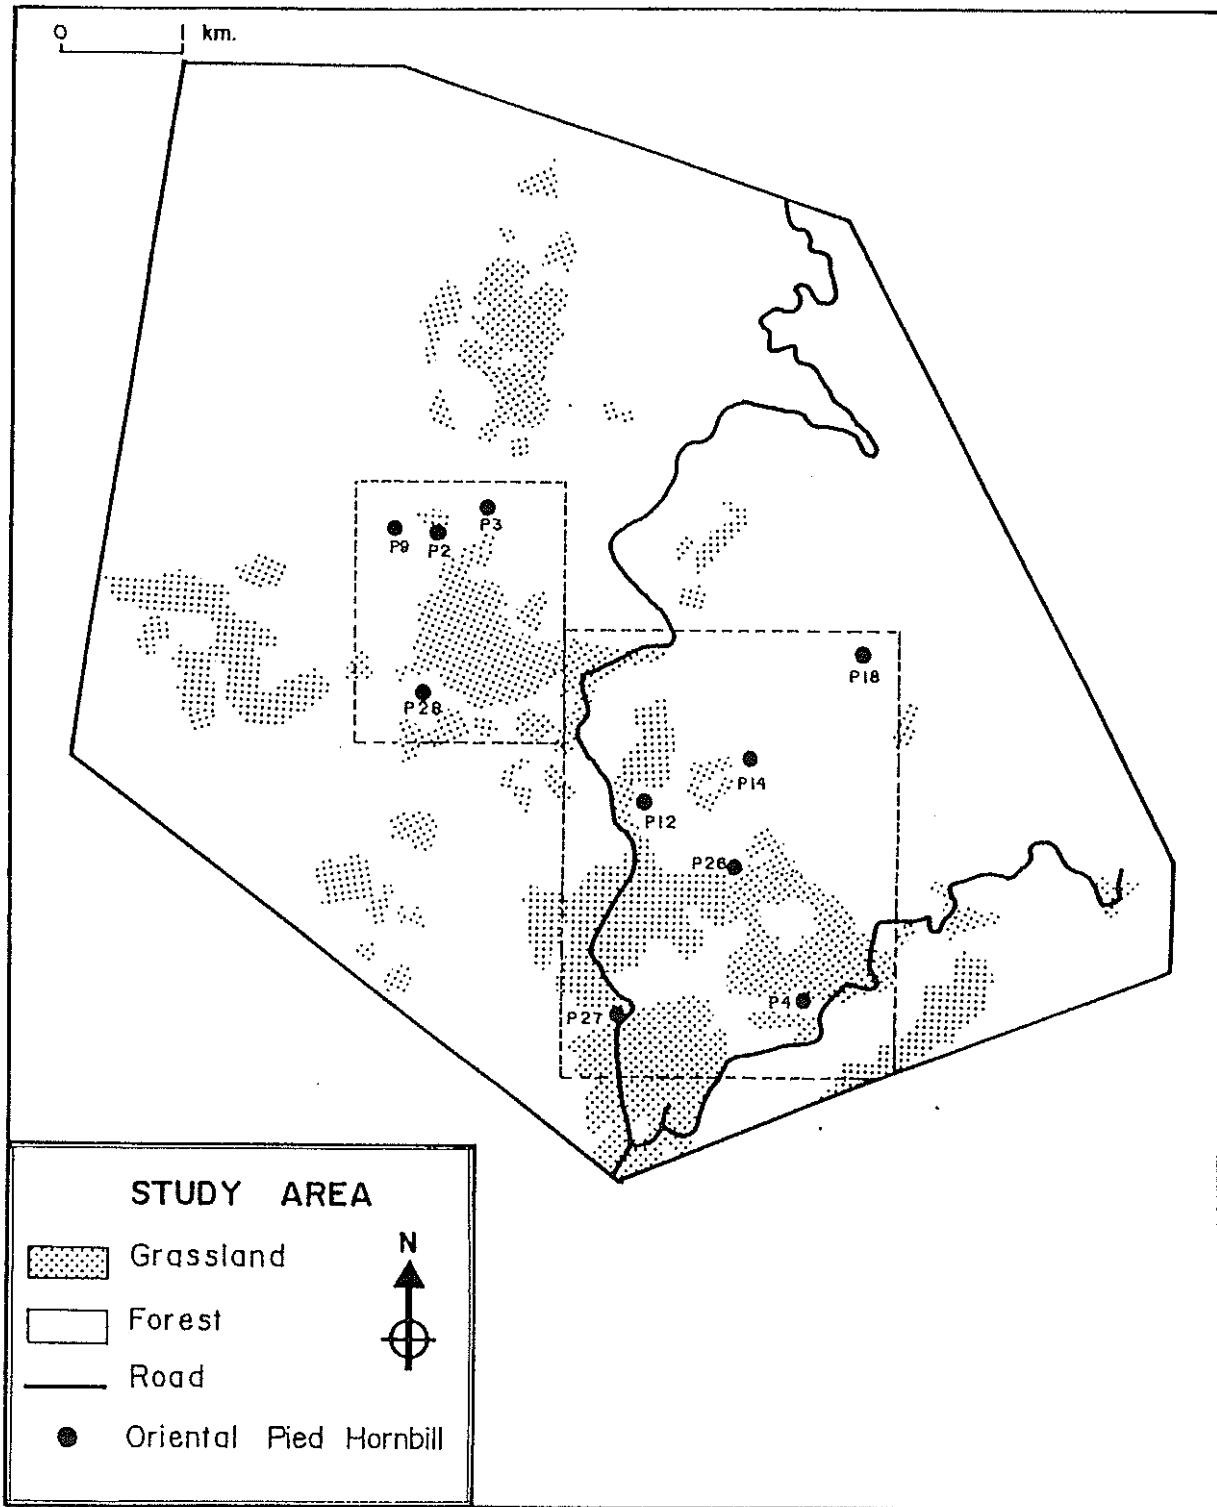 0 1 km.
P3
P9 P2
P28
P18
P14
P12
P26
P4
P27
STUDY AREA
Grassland
N
Forest
Road
Oriental Pied Hornbill